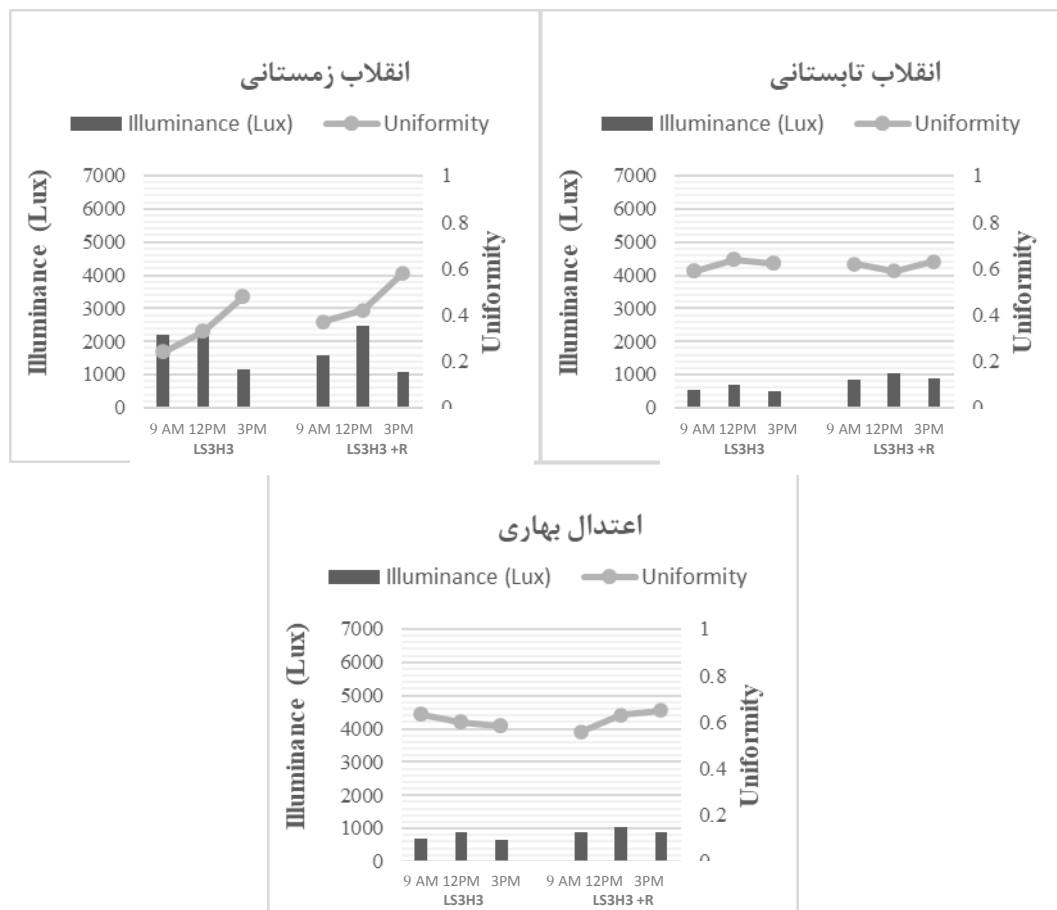 انقلاب زمستانی
Illuminance (Lux) Uniformity
Illuminance (Lux)
7000
6000
5000
4000
3000
2000
1000
0
1
0.8
0.6
0.4
0.2
0
Uniformity
9 AM 12PM 3PM 9 AM 12PM 3PM
LS3H3 LS3H3 +R
انقلاب تابستانی
Illuminance (Lux) Uniformity
Illuminance (Lux)
7000
6000
5000
4000
3000
2000
1000
0
1
0.8
0.6
0.4
0.2
0
Uniformity
9 AM 12PM 3PM 9 AM 12PM 3PM
LS3H3 LS3H3 +R
اعتدال بهاری
Illuminance (Lux) Uniformity
Illuminance (Lux)
7000
6000
5000
4000
3000
2000
1000
0
1
0.8
0.6
0.4
0.2
0
Uniformity
9 AM 12PM 3PM 9 AM 12PM 3PM
LS3H3 LS3H3 +R